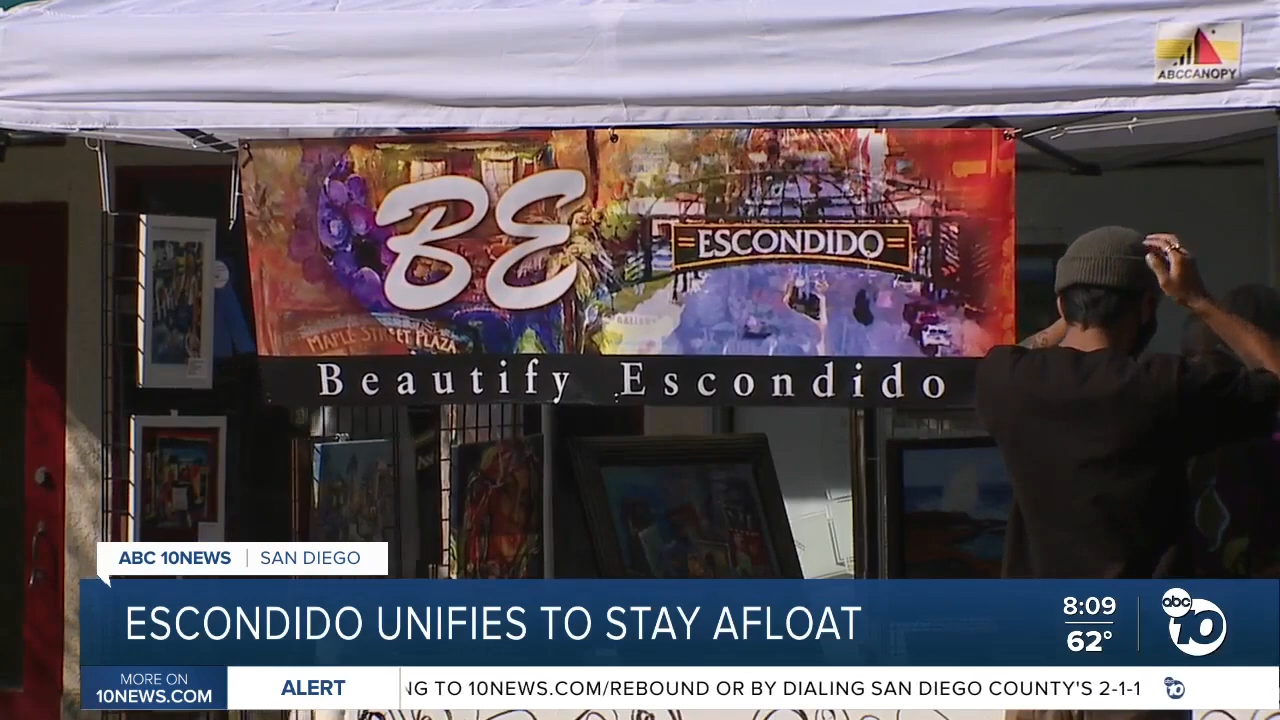 ABCCANOPY
BE
ESCONDIDO
MAPLE STREET PLAZA
Beautify Escondido
ABC 10NEWS | SAN DIEGO
ESCONDIDO UNIFIES TO STAY AFLOAT
8:09
62°
abc 10
MORE ON
10NEWS.COM
ALERT
NG TO 10NEWS.COM/REBOUND OR BY DIALING SAN DIEGO COUNTY'S 2-1-1